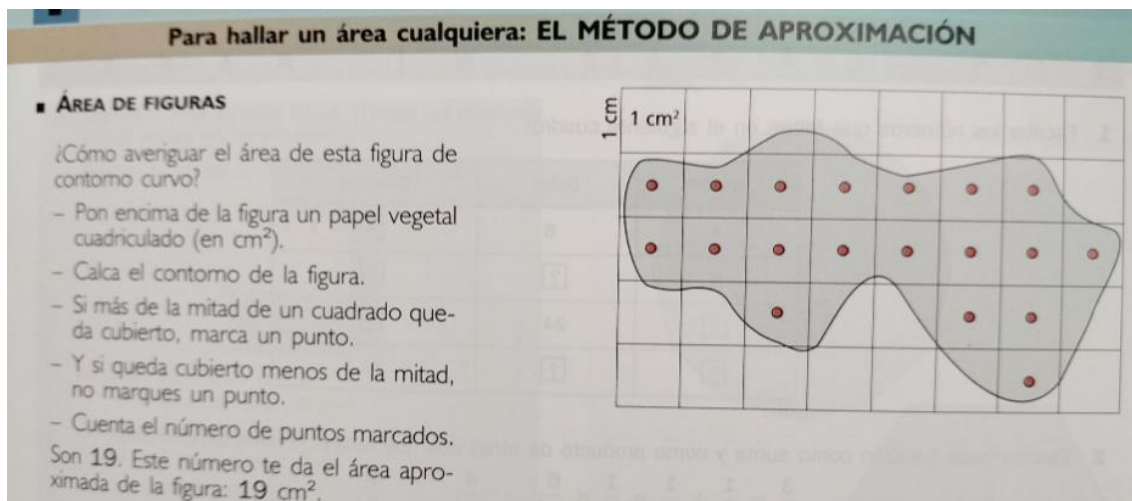 Para hallar un área cualquiera: EL MÉTODO DE APROXIMACIÓN
■ ÁREA DE FIGURAS
¿Cómo averiguar el área de esta figura de
contorno curvo?
– Pon encima de la figura un papel vegetal
cuadriculado (en cm²).
– Calca el contorno de la figura.
– Si más de la mitad de un cuadrado que-
da cubierto, marca un punto.
– Y si queda cubierto menos de la mitad,
no marques un punto.
– Cuenta el número de puntos marcados.
Son 19. Este número te da el área apro-
ximada de la figura: 19 cm².
1 cm
1 cm²